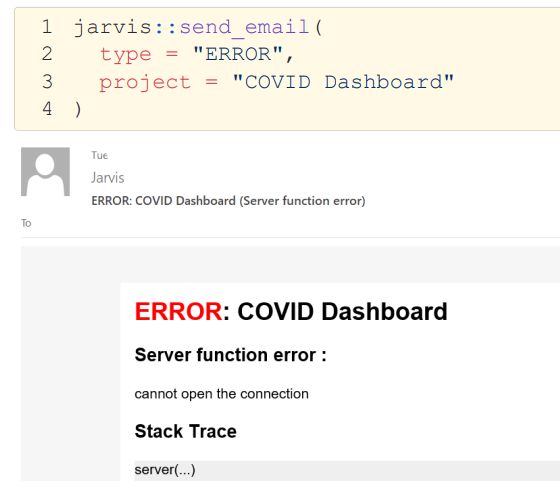 1 jarvis::send_email(
2 type = "ERROR",
3 project = "COVID Dashboard"
4 )
Tue
Jarvis
ERROR: COVID Dashboard (Server function error)
To
ERROR: COVID Dashboard
Server function error :
cannot open the connection
Stack Trace
server(...)